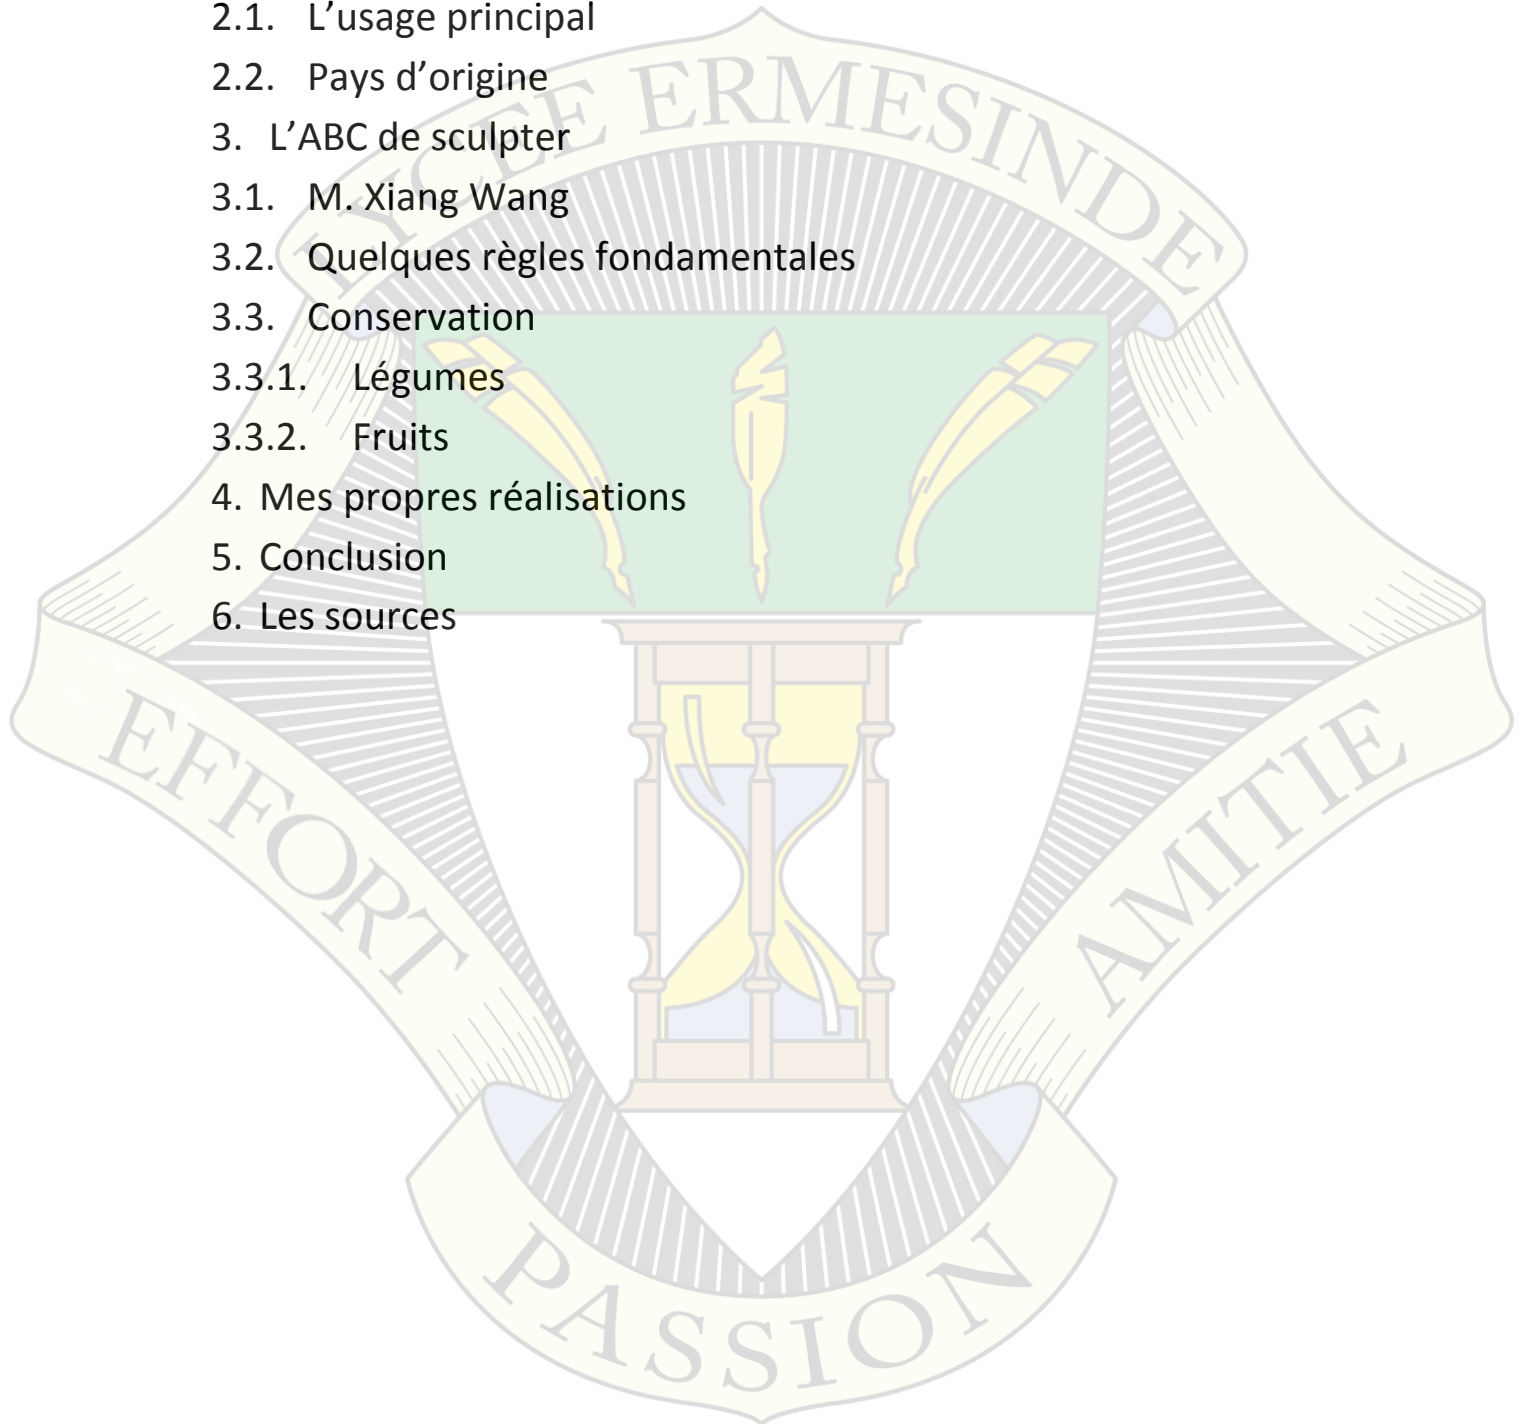 2.1. L’usage principal
2.2. Pays d’origine
3. L’ABC de sculpter
3.1. M. Xiang Wang
3.2. Quelques règles fondamentales
3.3. Conservation
3.3.1. Légumes
3.3.2. Fruits
4. Mes propres réalisations
5. Conclusion
6. Les sources
LYCEE ERMESINDE
EFFORT
AMITIE
PASSION